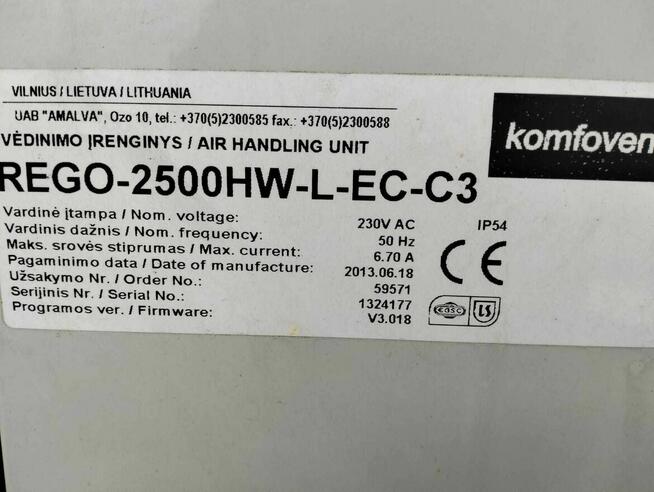 VILNIUS / LIETUVA / LITHUANIA
UAB "AMALVA", Ozo 10, tel.: +370(5)2300585 fax.: +370(5)2300588
komfoven
VĖDINIMO ĮRENGINYS / AIR HANDLING UNIT
REGO-2500HW-L-EC-C3
Vardinė įtampa / Nom. voltage: 230V AC IP54
Vardinis dažnis / Nom. frequency: 50 Hz
Maks. srovės stiprumas / Max. current: 6.70 A
Pagaminimo data / Date of manufacture: 2013.06.18
Užsakymo Nr. / Order No.: 59571
Serijinis Nr. / Serial No.: 1324177
Programos ver. / Firmware: V3.018
CE
easc
LS